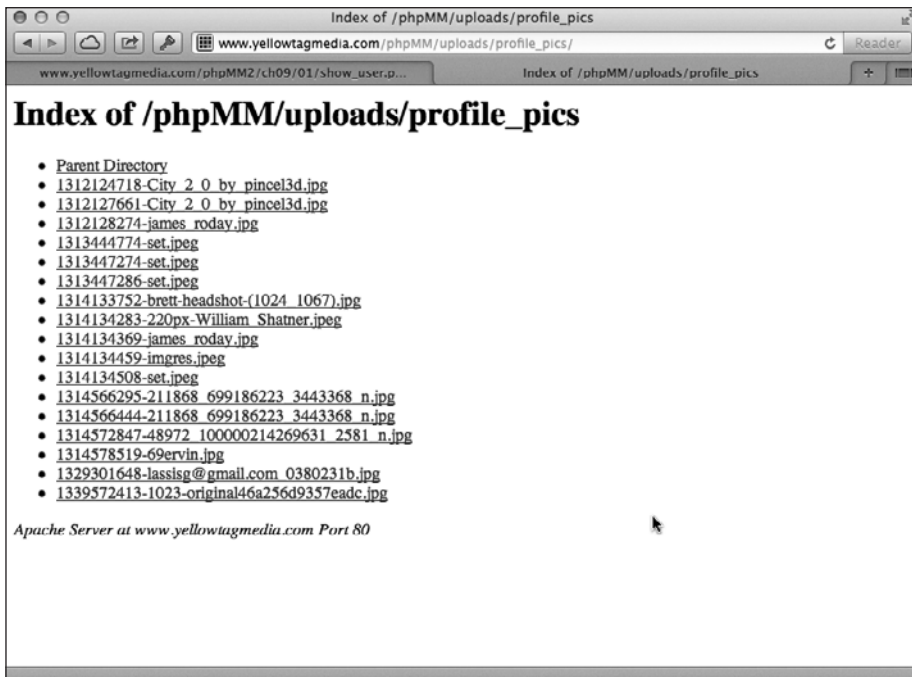 Index of /phpMM/uploads/profile_pics
www.yellowtagmedia.com/phpMM/uploads/profile_pics/
Reader
www.yellowtagmedia.com/phpMM2/ch09/01/show_user.p...
Index of /phpMM/uploads/profile_pics
+
Index of /phpMM/uploads/profile_pics
• Parent Directory
• 1312124718-City_2_0_by_pincel3d.jpg
• 1312127661-City_2_0_by_pincel3d.jpg
• 1312128274-james_roday.jpg
• 1313444774-set.jpeg
• 1313447274-set.jpeg
• 1313447286-set.jpeg
• 1314133752-brett-headshot-(1024_1067).jpg
• 1314134283-220px-William_Shatner.jpeg
• 1314134369-james_roday.jpg
• 1314134459-imgres.jpeg
• 1314134508-set.jpeg
• 1314566295-211868_699186223_3443368_n.jpg
• 1314566444-211868_699186223_3443368_n.jpg
• 1314572847-48972_100000214269631_2581_n.jpg
• 1314578519-69ervin.jpg
• 1329301648-lassisg@gmail.com_0380231b.jpg
• 1339572413-1023-original46a256d9357eadc.jpg
Apache Server at www.yellowtagmedia.com Port 80